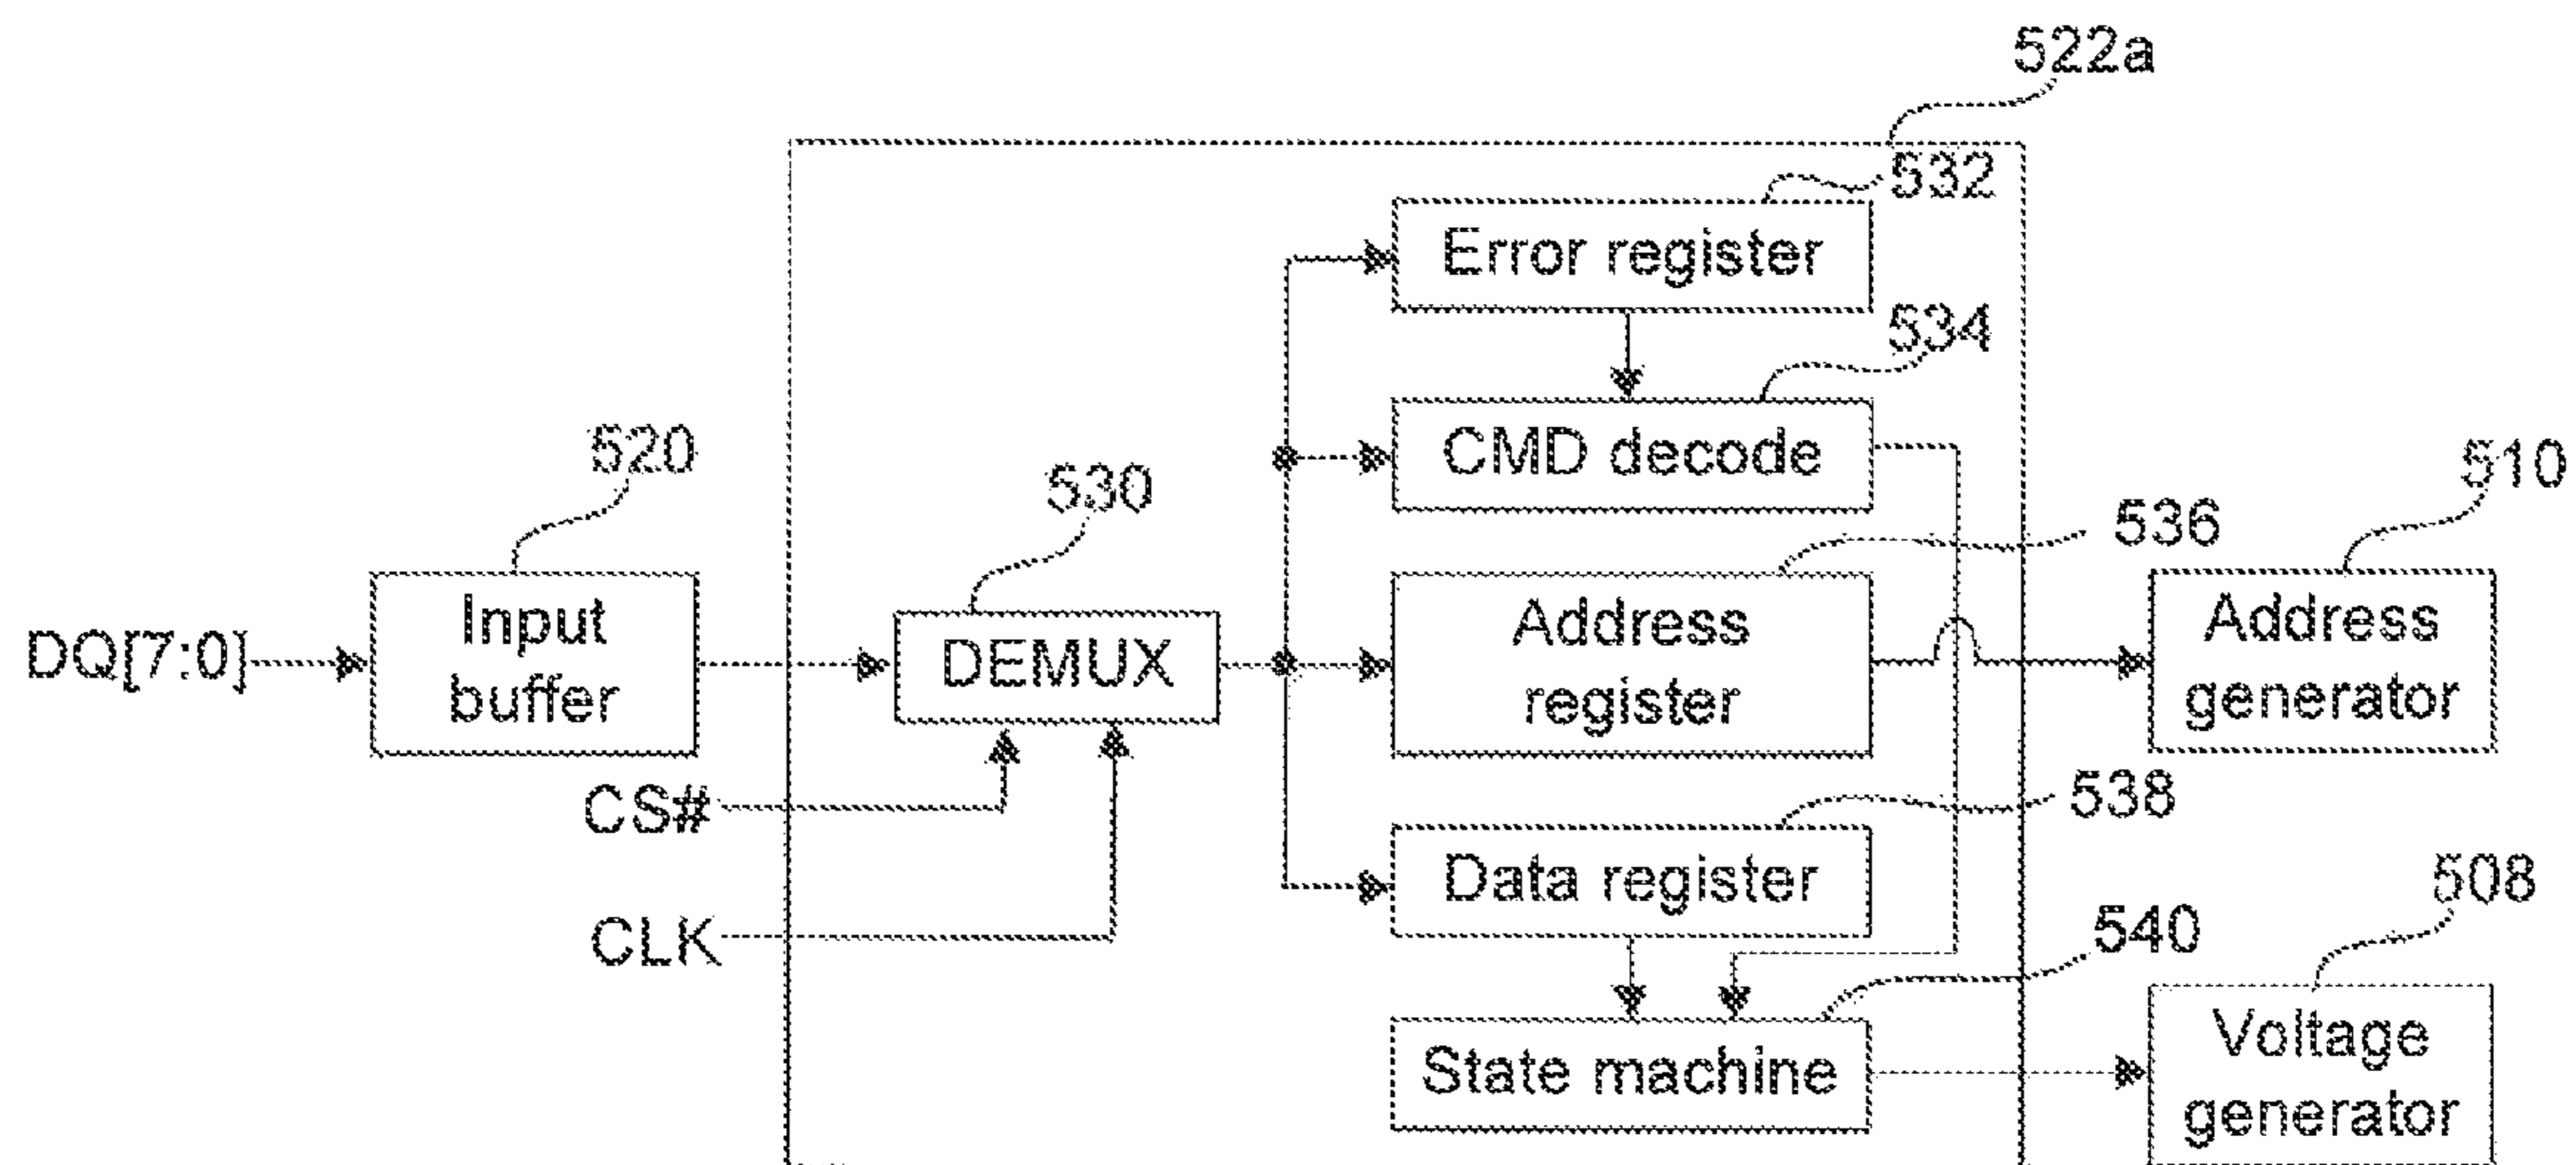 522a
532
Error register
534
CMD decode
520
530
510
536
Input
buffer
DQ[7:0]
DEMUX
Address
register
Address
generator
CS#
538
Data register
508
CLK
540
State machine
Voltage
generator